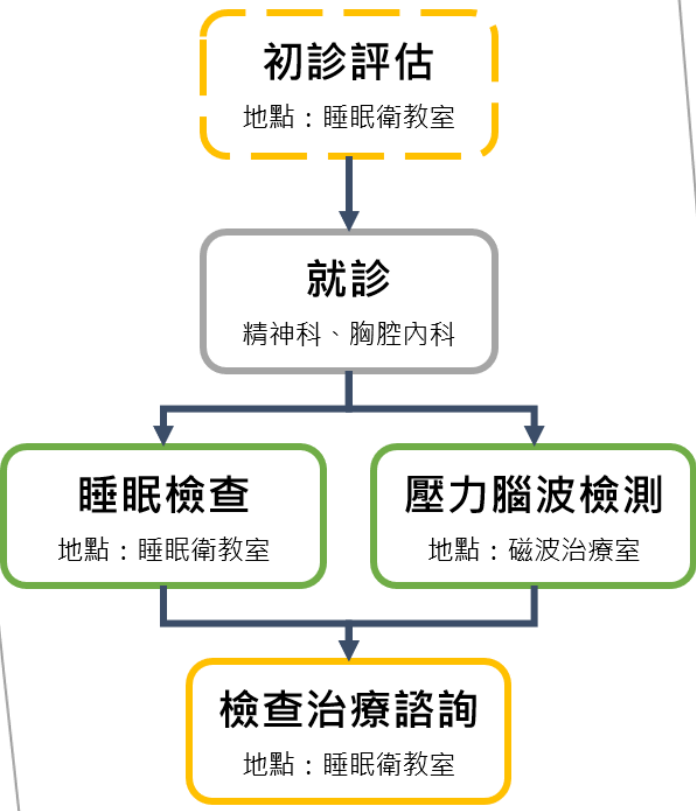 初診評估
地點：睡眠衛教室
就診
精神科、胸腔內科
睡眠檢查
地點：睡眠衛教室
壓力腦波檢測
地點：磁波治療室
檢查治療諮詢
地點：睡眠衛教室